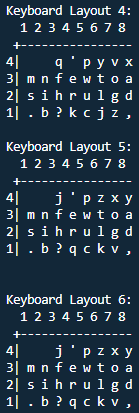 Keyboard Layout 4:
  1 2 3 4 5 6 7 8
 +---------------
4|    q ' p y v x
3| m n f e w t o a
2| s i h r u l g d
1| . b ? k c j z ,

Keyboard Layout 5:
  1 2 3 4 5 6 7 8
 +---------------
4|    j ' p z x y
3| m n f e w t o a
2| s i h r u l g d
1| . b ? q c k v ,

Keyboard Layout 6:
  1 2 3 4 5 6 7 8
 +---------------
4|    j ' p z x y
3| m n f e w t o a
2| s i h r u l g d
1| . b ? q c k v ,